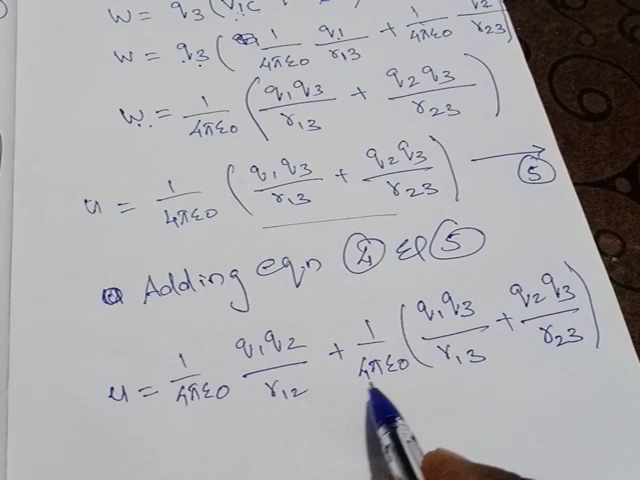 W = q3 (V1C
W = q3 ( 1/4πε0 q1/r13 + 1/4πε0 q2/r23 )
W = 1/4πε0 ( q1q3/r13 + q2q3/r23 )
u = 1/4πε0 ( q1q3/r13 + q2q3/r23 ) → 5
Adding eqn 4 & 5
u = 1/4πε0 q1q2/r12 + 1/4πε0 ( q1q3/r13 + q2q3/r23 )